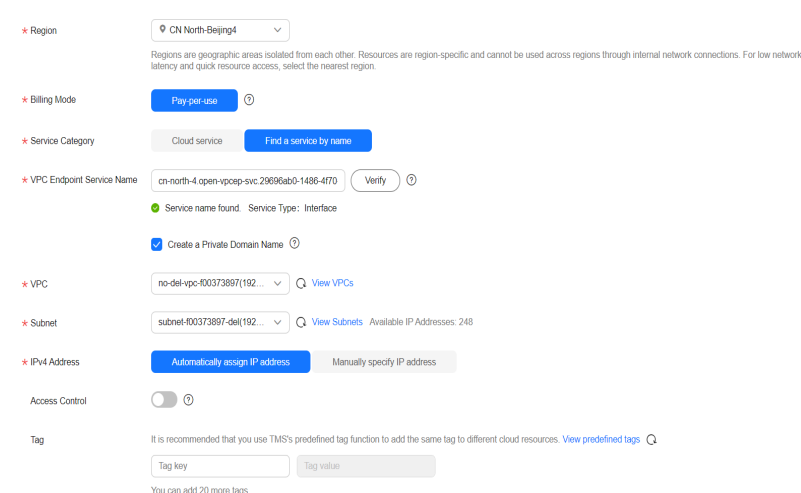 * Region
CN North-Beijing4
Regions are geographic areas isolated from each other. Resources are region-specific and cannot be used across regions through internal network connections. For low network
latency and quick resource access, select the nearest region.
* Billing Mode
Pay-per-use
* Service Category
Cloud service
Find a service by name
* VPC Endpoint Service Name
cn-north-4.open-vpcep-svc.29696ab0-1486-4f70
Verify
Service name found. Service Type: Interface
Create a Private Domain Name
* VPC
no-del-vpc-f00373897(192...
View VPCs
* Subnet
subnet-f00373897-del(192...
View Subnets Available IP Addresses: 248
* IPv4 Address
Automatically assign IP address
Manually specify IP address
Access Control
Tag
It is recommended that you use TMS's predefined tag function to add the same tag to different cloud resources. View predefined tags
Tag key
Tag value
You can add 20 more tags